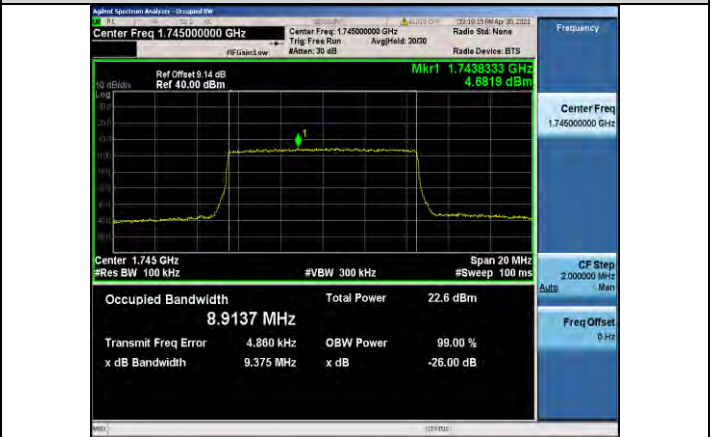 Agilent Spectrum Analyzer - Occupied BW
03:19:15 PM Apr 30, 2021
Center Freq 1.745000000 GHz
Center Freq: 1.745000000 GHz
Radio Std: None
Trig: Free Run Avg|Hold: 30/30
#IFGain:Low #Atten: 30 dB Radio Device: BTS
Frequency
Mkr1 1.7438333 GHz
4.6819 dBm
Ref Offset 9.14 dB
10 dB/div Ref 40.00 dBm
Log
1
Center Freq
1.745000000 GHz
Center 1.745 GHz Span 20 MHz
#Res BW 100 kHz #VBW 300 kHz #Sweep 100 ms
CF Step
2.000000 MHz
Auto Man
Occupied Bandwidth Total Power 22.6 dBm
8.9137 MHz
Freq Offset
0 Hz
Transmit Freq Error 4.860 kHz OBW Power 99.00 %
x dB Bandwidth 9.375 MHz x dB -26.00 dB
MSG STATUS